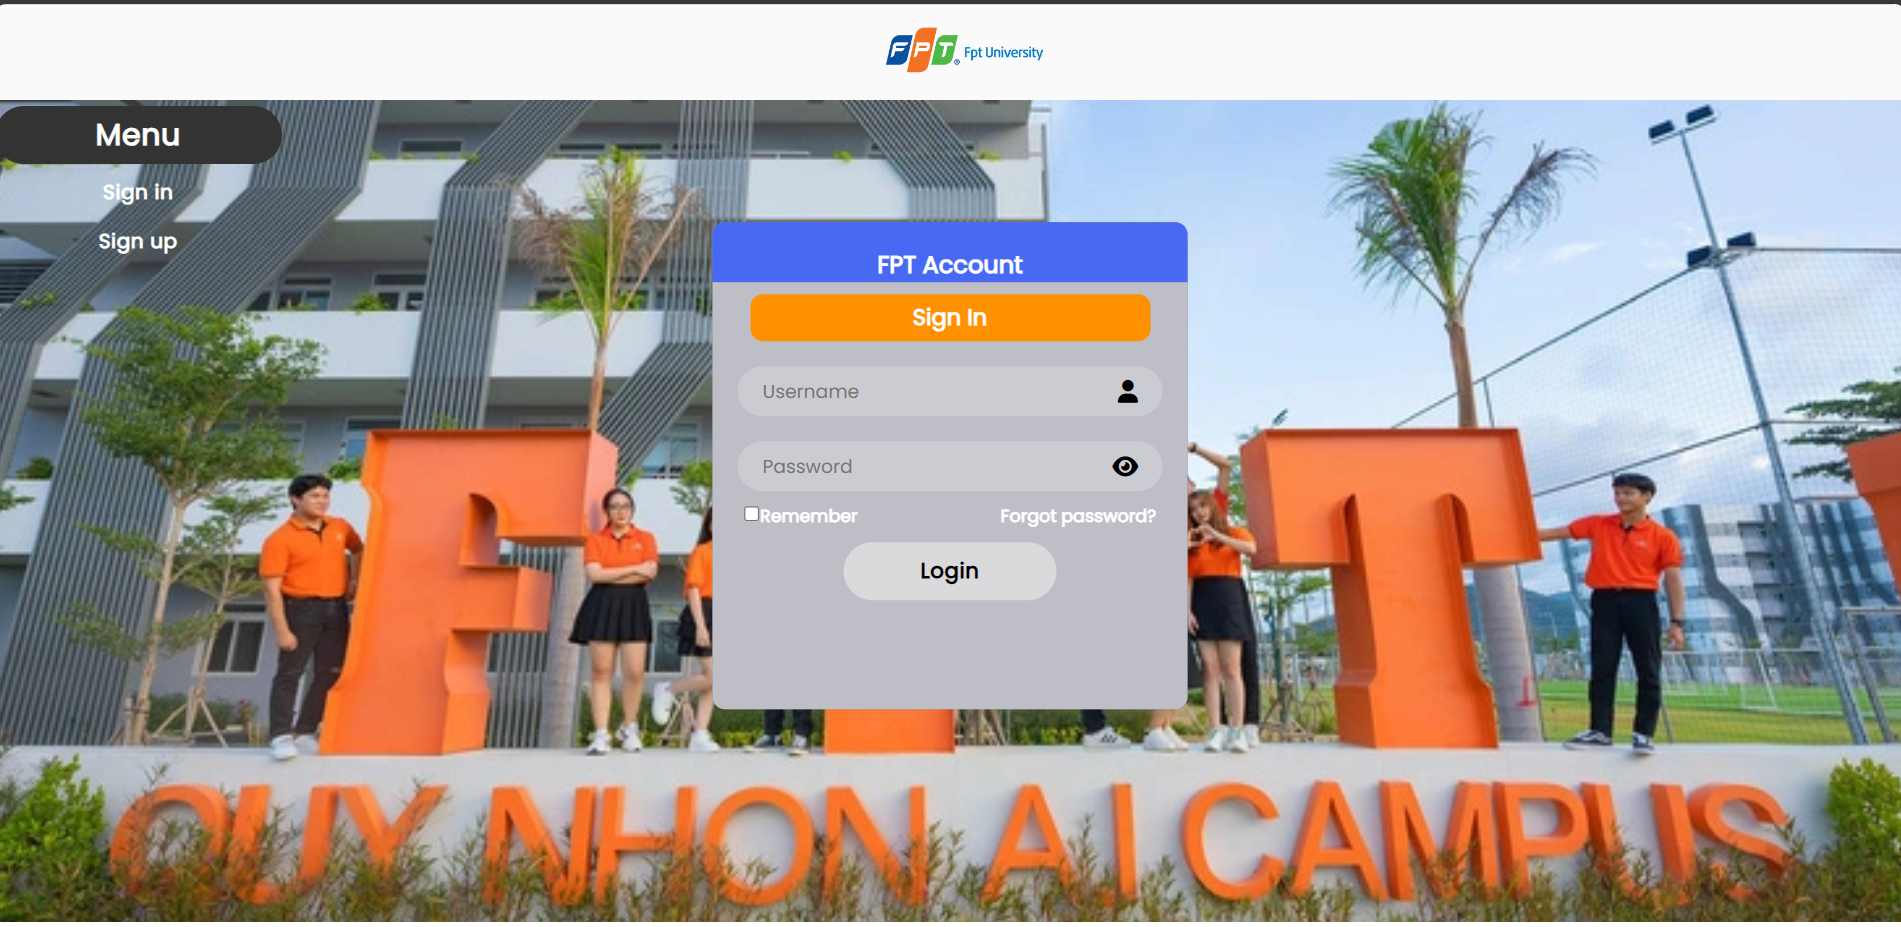 FPT® Fpt University
Menu
Sign in
Sign up
FPT Account
Sign In
Username
Password
Remember
Forgot password?
Login
F T
QUY NHON A.I CAMPUS